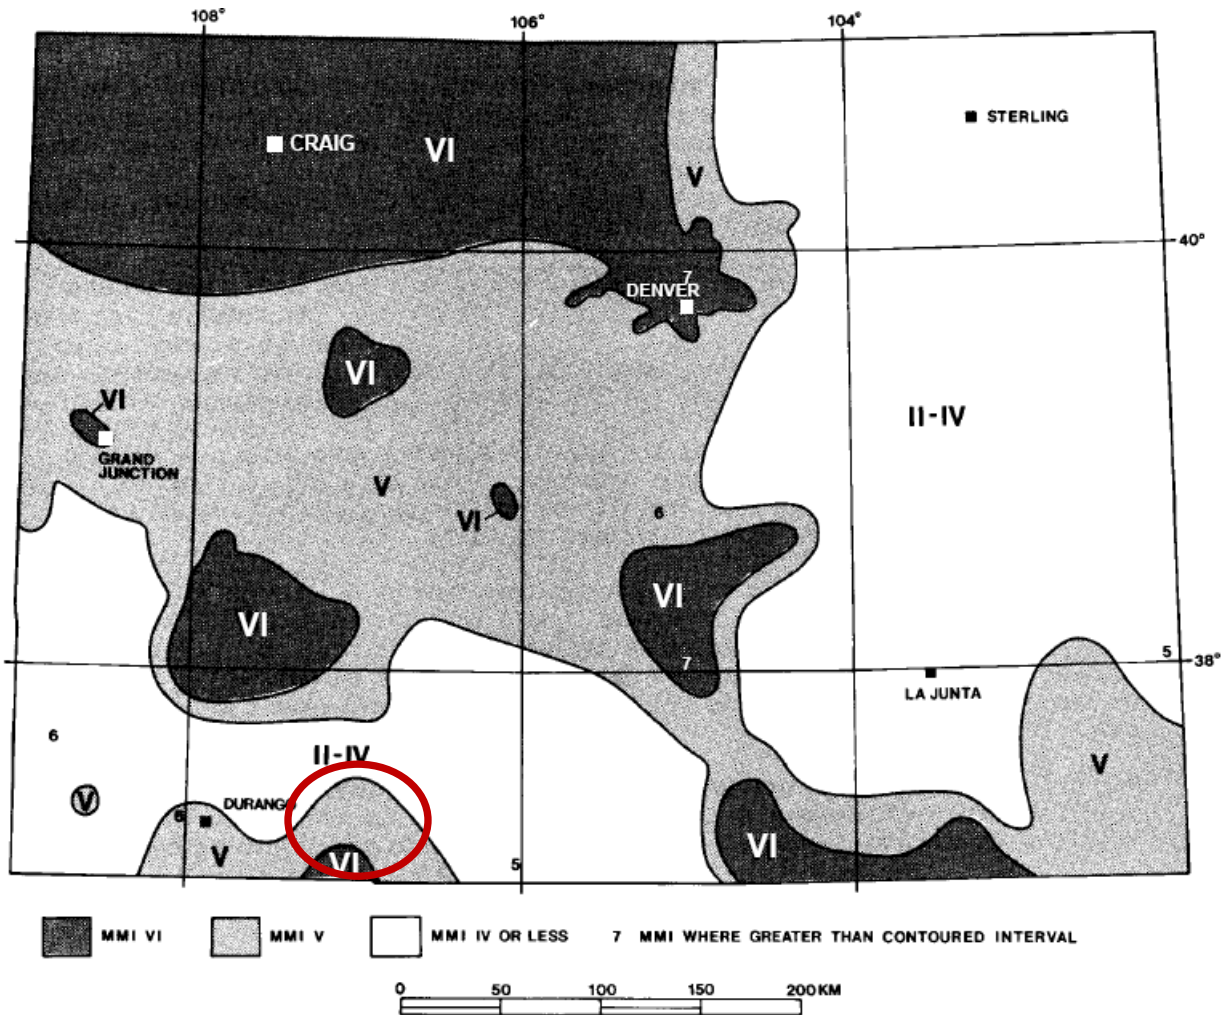 108°
106°
104°
STERLING
CRAIG
VI
V
40°
7
DENVER
VI
VI
II-IV
GRAND
JUNCTION
V
VI
6
VI
VI
7
5
38°
LA JUNTA
6
II-IV
V
V
DURANGO
6
V
VI
5
VI
MMI VI
MMI V
MMI IV OR LESS
7 MMI WHERE GREATER THAN CONTOURED INTERVAL
0 50 100 150 200 KM